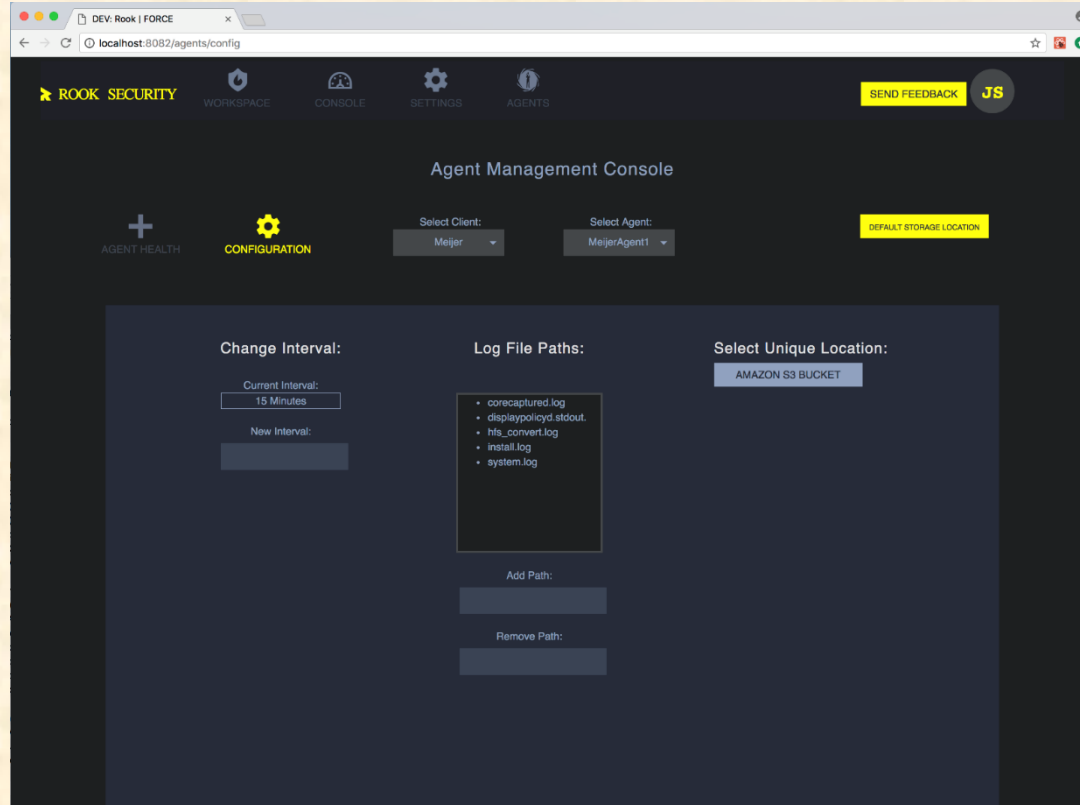 DEV: Rook | FORCE
localhost:8082/agents/config
ROOK SECURITY
WORKSPACE
CONSOLE
SETTINGS
AGENTS
SEND FEEDBACK
JS
Agent Management Console
AGENT HEALTH
CONFIGURATION
Select Client:
Meijer
Select Agent:
MeijerAgent1
DEFAULT STORAGE LOCATION
Change Interval:
Current Interval:
15 Minutes
New Interval:
Log File Paths:
• corecaptured.log
• displaypolicyd.stdout.
• hfs_convert.log
• install.log
• system.log
Add Path:
Remove Path:
Select Unique Location:
AMAZON S3 BUCKET